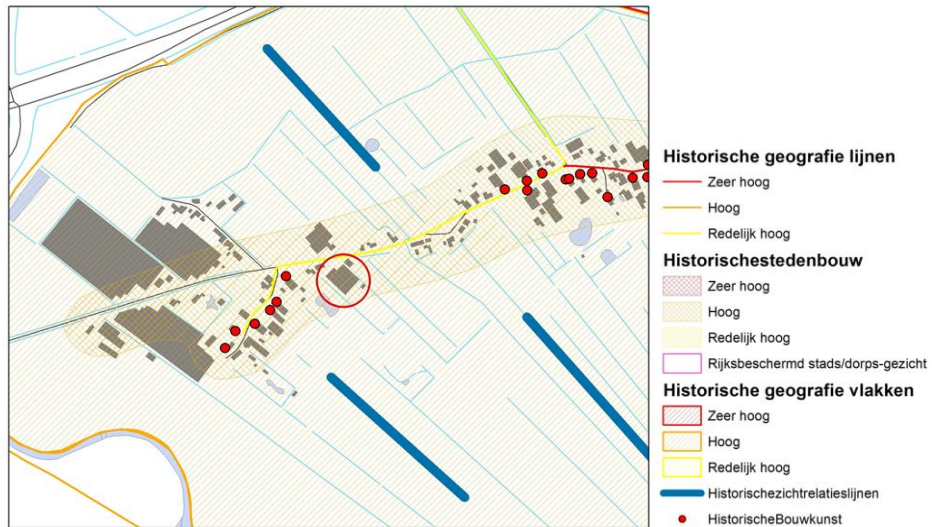 Historische geografie lijnen
Zeer hoog
Hoog
Redelijk hoog
Historischestedenbouw
Zeer hoog
Hoog
Redelijk hoog
Rijksbeschermd stads/dorps-gezicht
Historische geografie vlakken
Zeer hoog
Hoog
Redelijk hoog
Historischezichtrelatieslijnen
HistorischeBouwkunst